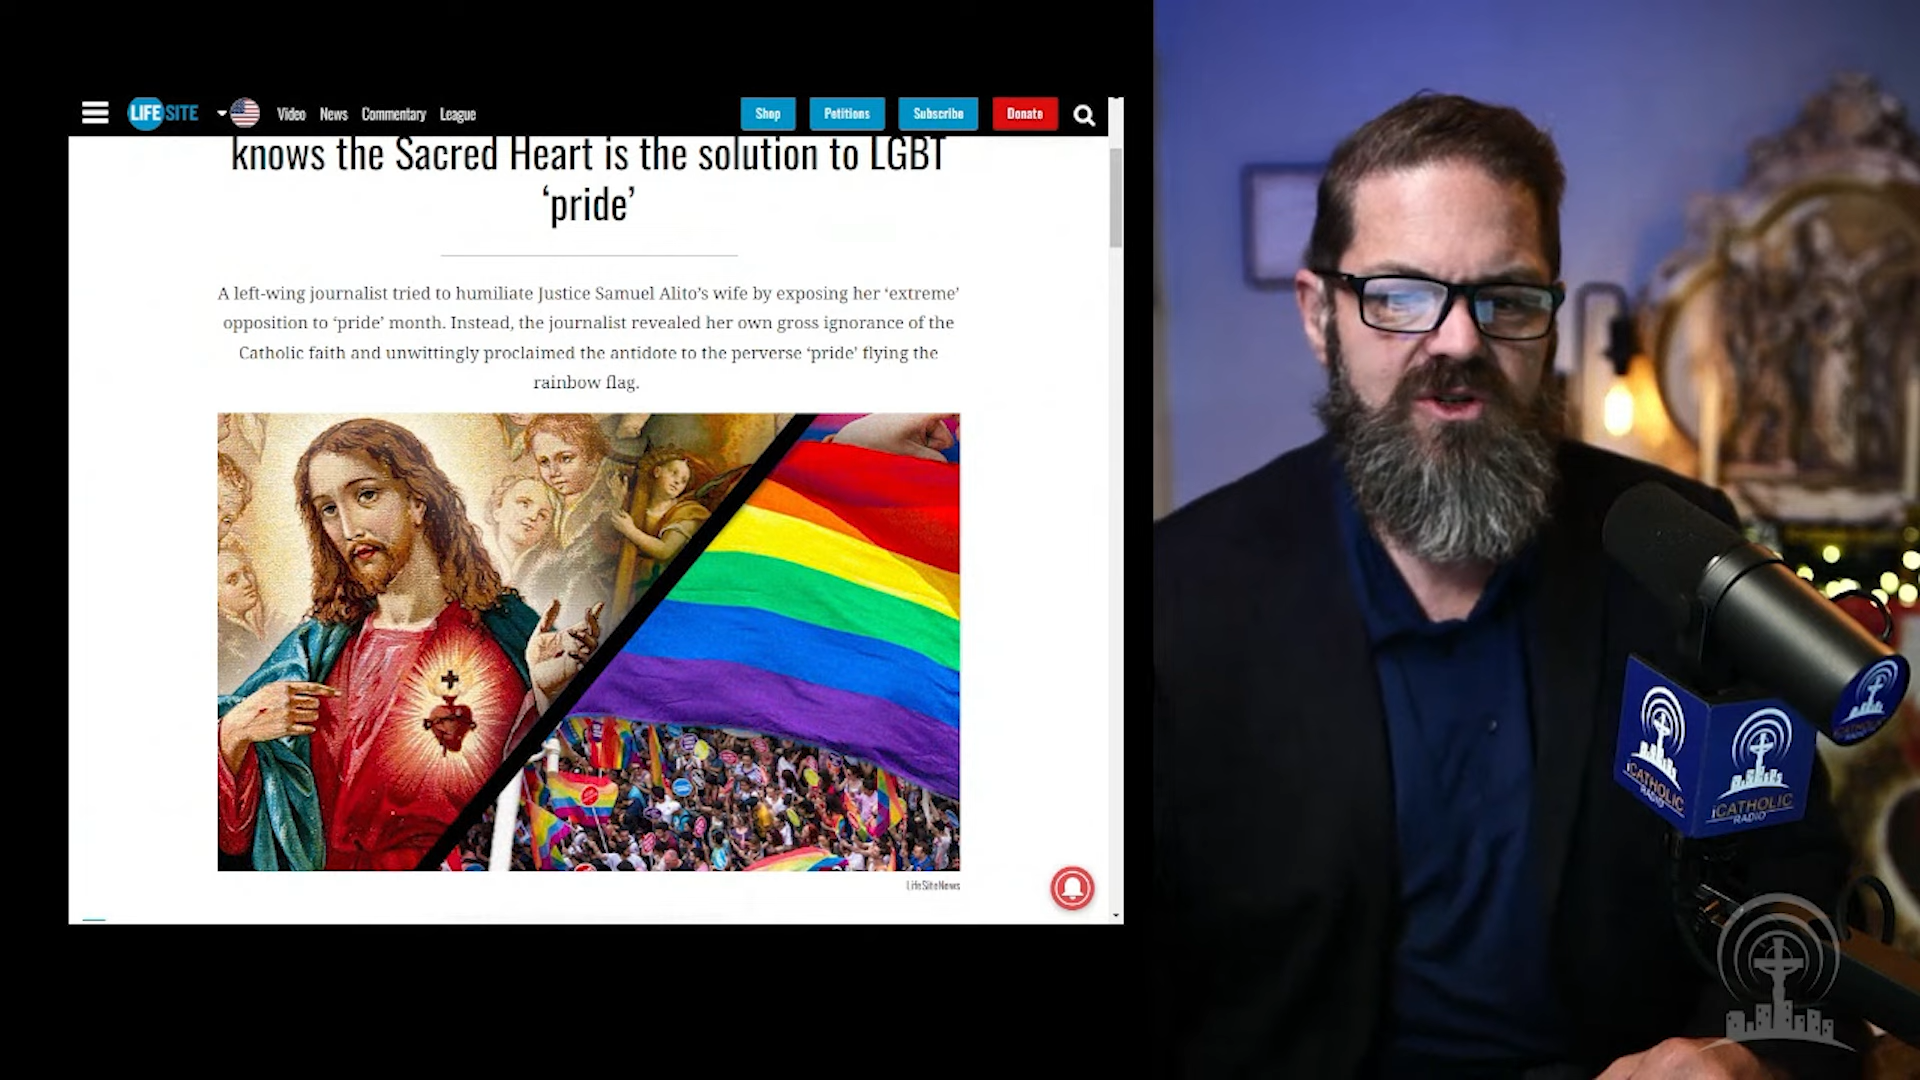 LIFESITE
Video News Commentary League
Shop Petitions Subscribe Donate
knows the Sacred Heart is the solution to LGBT
‘pride’
A left-wing journalist tried to humiliate Justice Samuel Alito’s wife by exposing her ‘extreme’
opposition to ‘pride’ month. Instead, the journalist revealed her own gross ignorance of the
Catholic faith and unwittingly proclaimed the antidote to the perverse ‘pride’ flying the
rainbow flag.
LifeSiteNews
iCATHOLIC
RADIO
iCATHOLIC
RADIO